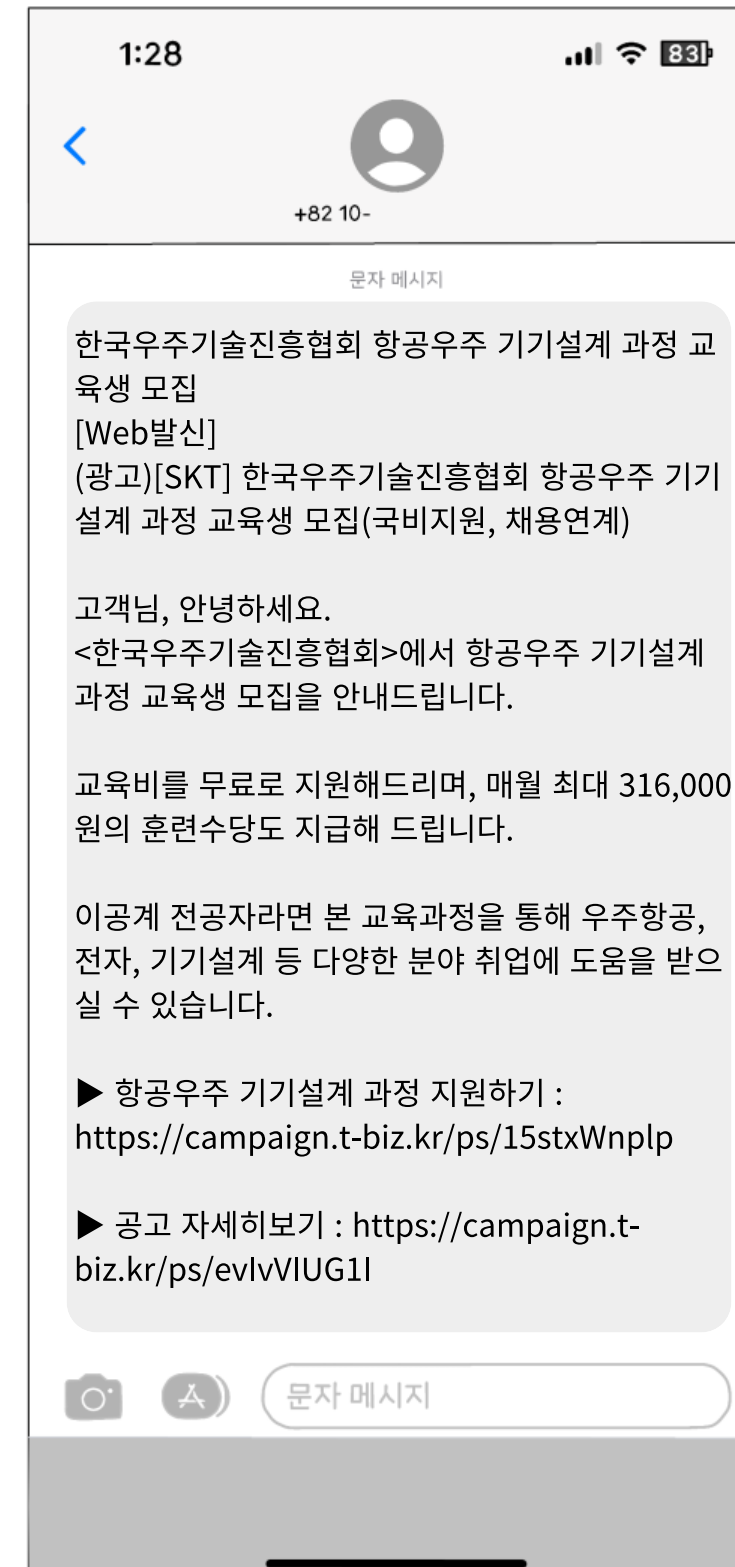 1:28
83
+82 10-
문자 메시지
한국우주기술진흥협회 항공우주 기기설계 과정 교
육생 모집
[Web발신]
(광고)[SKT] 한국우주기술진흥협회 항공우주 기기
설계 과정 교육생 모집(국비지원, 채용연계)
고객님, 안녕하세요.
<한국우주기술진흥협회>에서 항공우주 기기설계
과정 교육생 모집을 안내드립니다.
교육비를 무료로 지원해드리며, 매월 최대 316,000
원의 훈련수당도 지급해 드립니다.
이공계 전공자라면 본 교육과정을 통해 우주항공,
전자, 기기설계 등 다양한 분야 취업에 도움을 받으
실 수 있습니다.
▶ 항공우주 기기설계 과정 지원하기 :
https://campaign.t-biz.kr/ps/15stxWnplp
▶ 공고 자세히보기 : https://campaign.t-
biz.kr/ps/evIvVIUG1I
문자 메시지